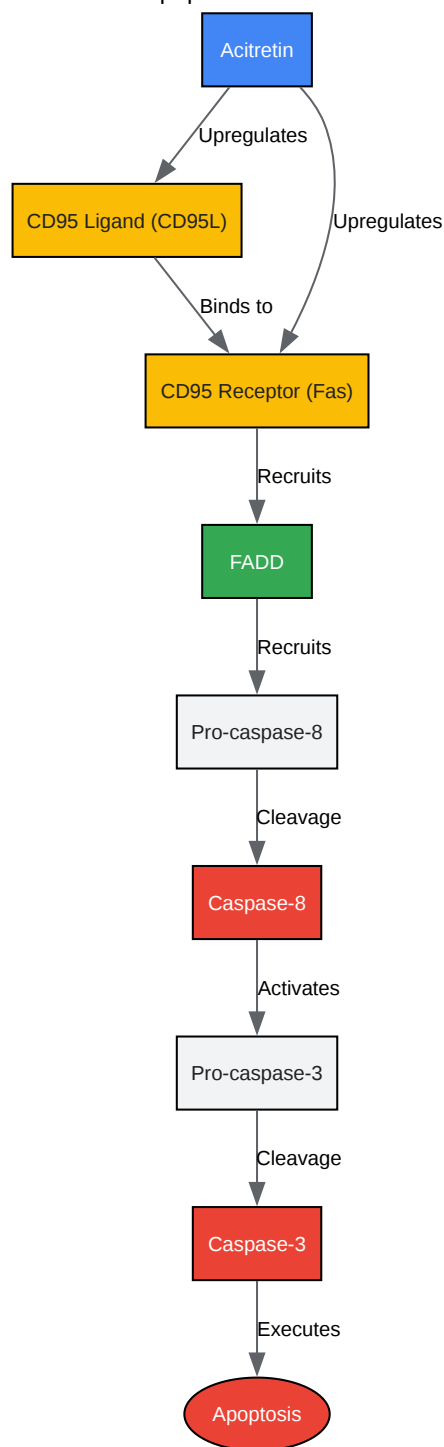 Acitretin
Upregulates
CD95 Ligand (CD95L)
Upregulates
Binds to
CD95 Receptor (Fas)
Recruits
FADD
Recruits
Pro-caspase-8
Cleavage
Caspase-8
Activates
Pro-caspase-3
Cleavage
Caspase-3
Executes
Apoptosis